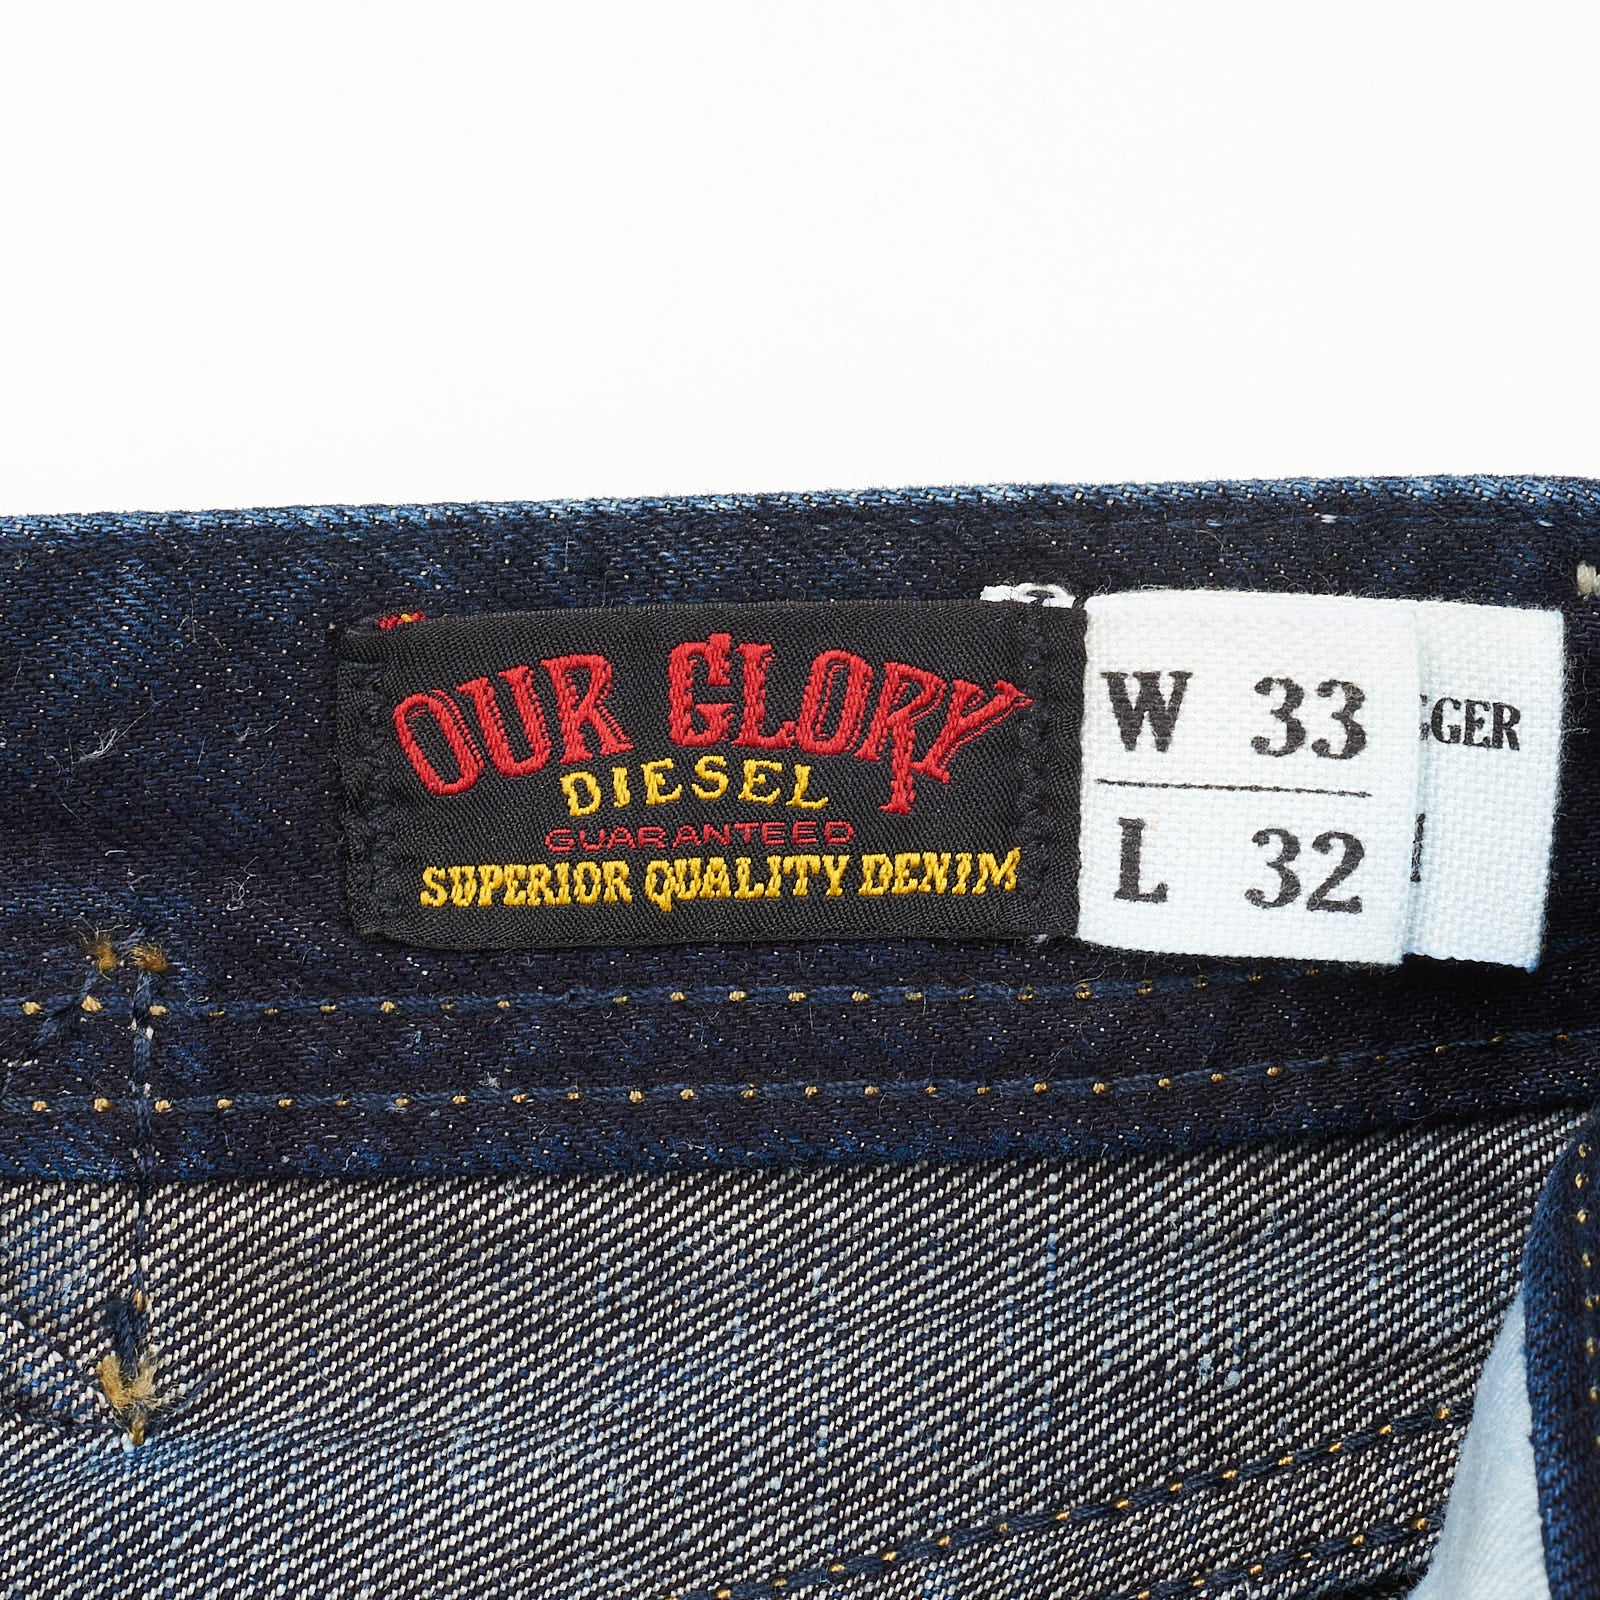 OUR GLORY
DIESEL
GUARANTEED
SUPERIOR QUALITY DENIM
W 33
L 32